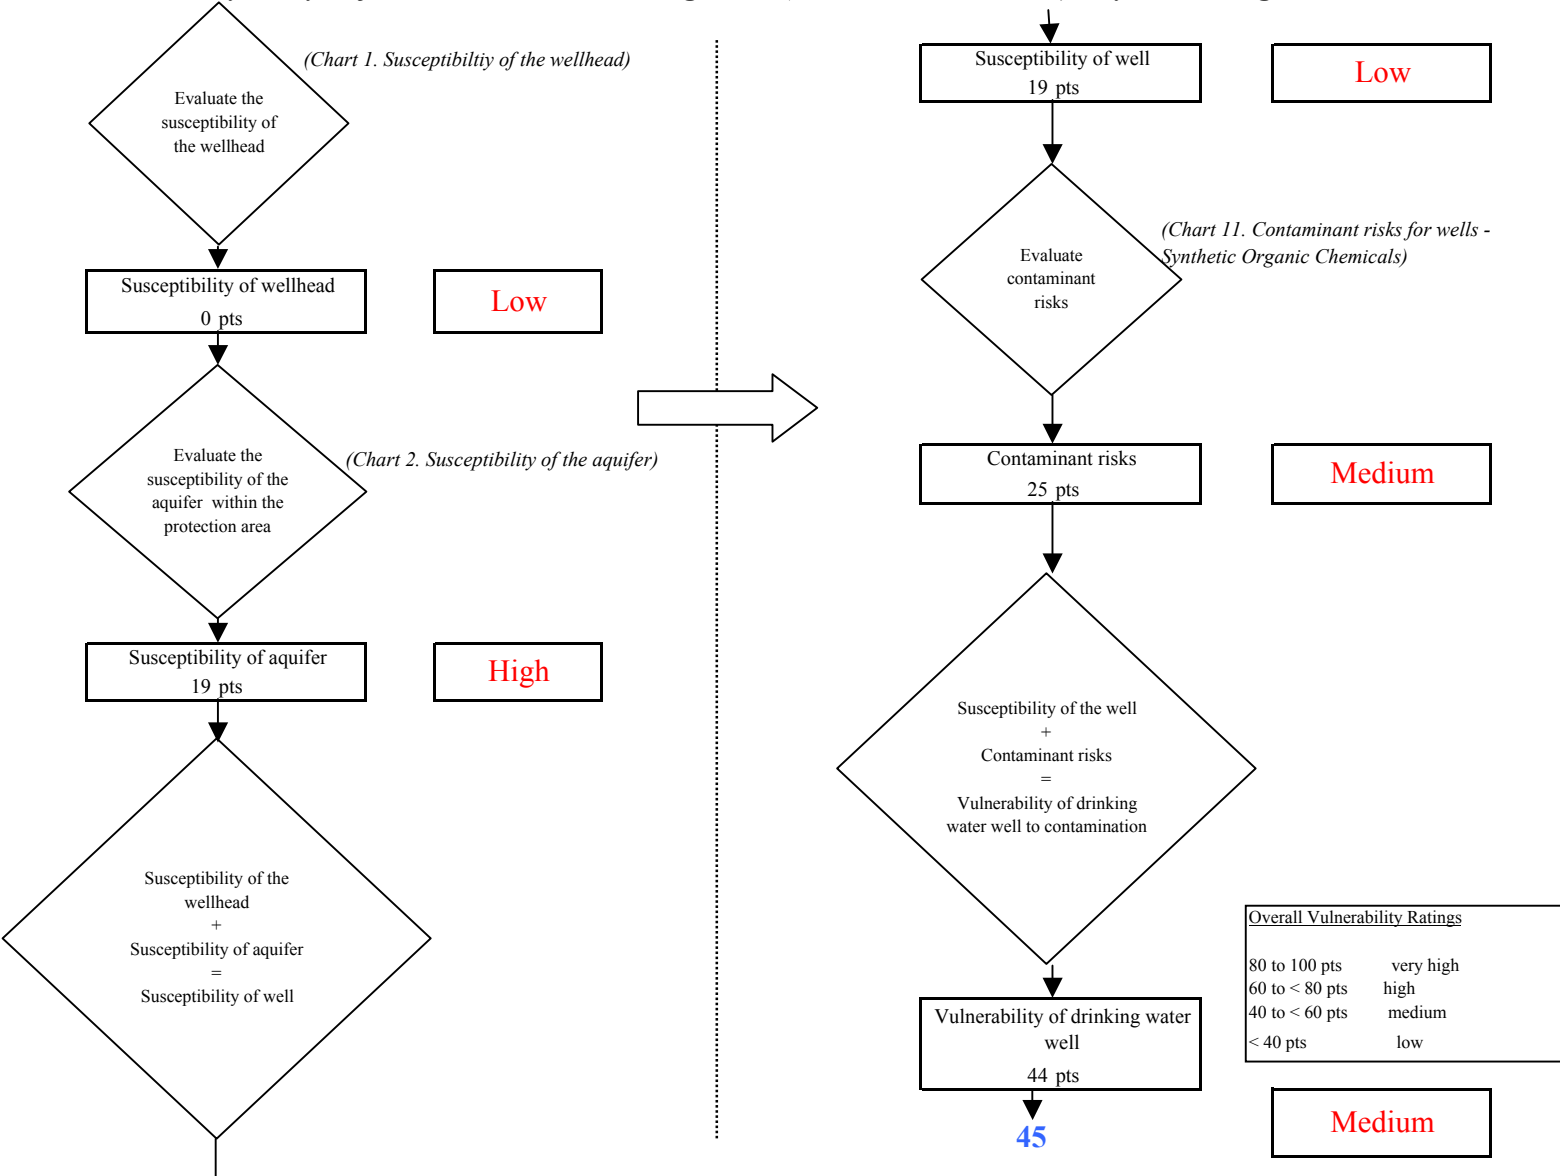 (Chart 1. Susceptibiltiy of the wellhead)
Evaluate the
susceptibility of
the wellhead
Susceptibility of wellhead
0 pts
Low
Evaluate the
susceptibility of the
aquifer within the
protection area
(Chart 2. Susceptibility of the aquifer)
Susceptibility of aquifer
19 pts
High
Susceptibility of the
wellhead
+
Susceptibility of aquifer
=
Susceptibility of well
Susceptibility of well
19 pts
Low
Evaluate
contaminant
risks
(Chart 11. Contaminant risks for wells -
Synthetic Organic Chemicals)
Contaminant risks
25 pts
Medium
Susceptibility of the well
+
Contaminant risks
=
Vulnerability of drinking
water well to contamination
Overall Vulnerability Ratings
80 to 100 pts very high
60 to < 80 pts high
40 to < 60 pts medium
< 40 pts low
Vulnerability of drinking water
well
44 pts
45
Medium